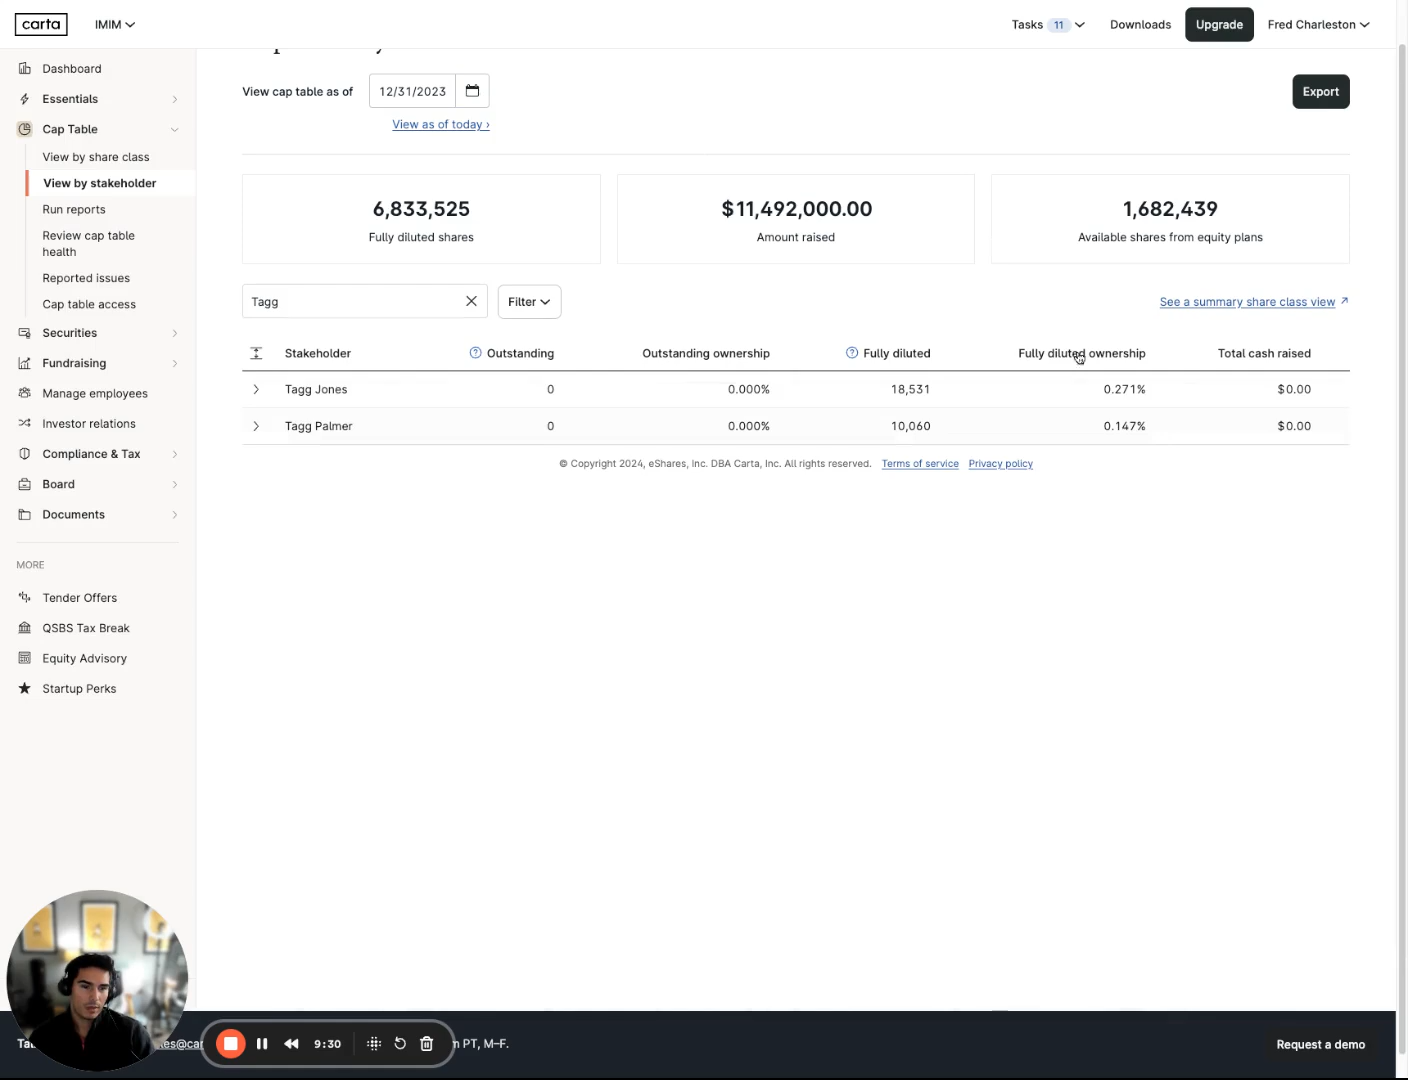 carta
IMIM
Tasks 11
Downloads
Upgrade
Fred Charleston
Dashboard
Essentials
Cap Table
View by share class
View by stakeholder
Run reports
Review cap table
health
Reported issues
Cap table access
Securities
Fundraising
Manage employees
Investor relations
Compliance & Tax
Board
Documents
MORE
Tender Offers
QSBS Tax Break
Equity Advisory
Startup Perks
View cap table as of
12/31/2023
Export
View as of today ›
6,833,525
Fully diluted shares
$11,492,000.00
Amount raised
1,682,439
Available shares from equity plans
Tagg
Filter
See a summary share class view
Stakeholder Outstanding Outstanding ownership Fully diluted Fully diluted ownership Total cash raised
Tagg Jones 0 0.000% 18,531 0.271% $0.00
Tagg Palmer 0 0.000% 10,060 0.147% $0.00
© Copyright 2024, eShares, Inc. DBA Carta, Inc. All rights reserved. Terms of service Privacy policy
9:30
PT, M–F.
Request a demo